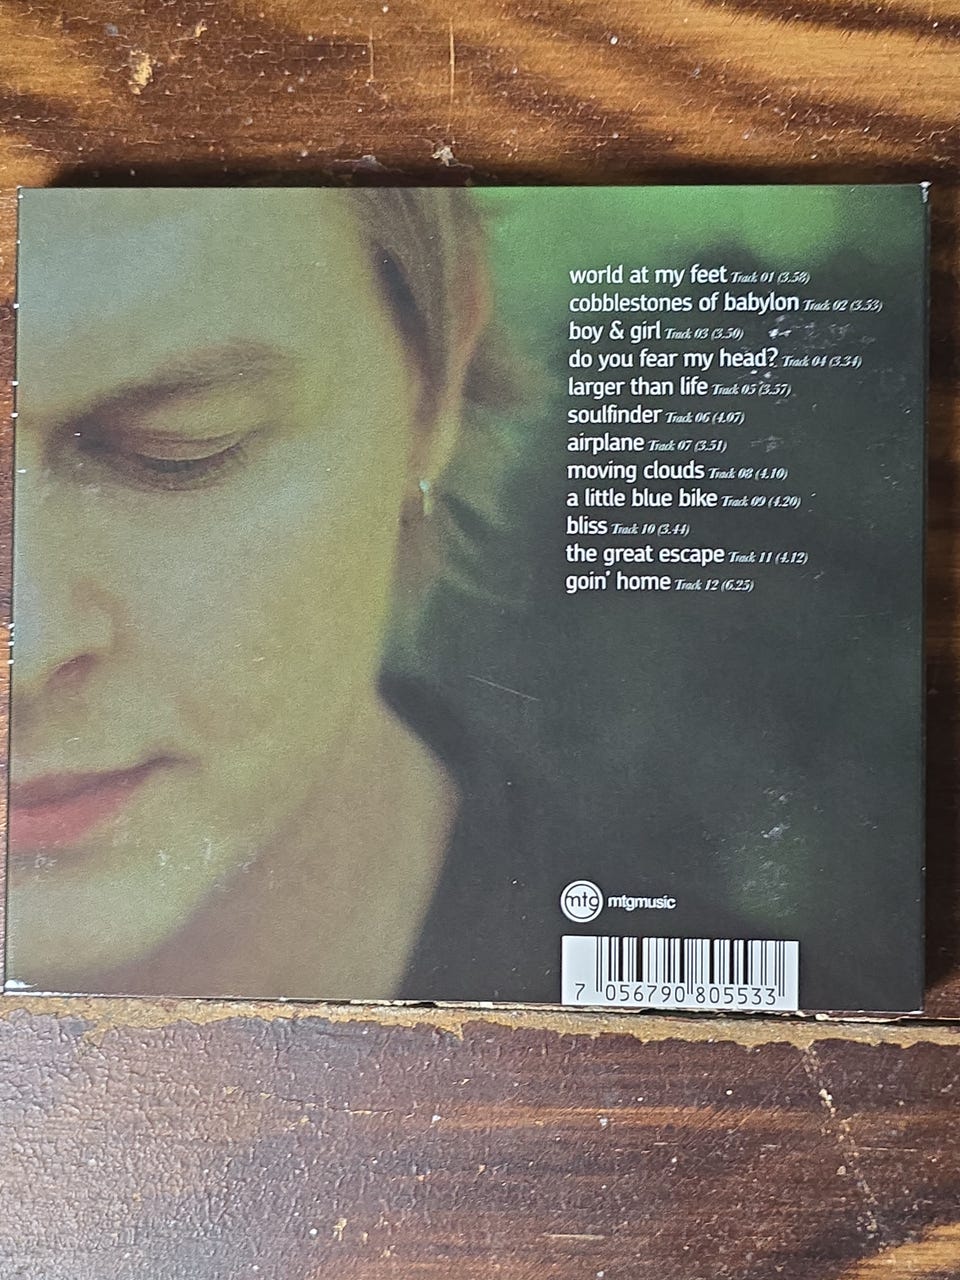 world at my feet Track 01 (3.58)
cobblestones of babylon Track 02 (3.53)
boy & girl Track 03 (3.50)
do you fear my head? Track 04 (3.34)
larger than life Track 05 (3.57)
soulfinder Track 06 (4.07)
airplane Track 07 (3.51)
moving clouds Track 08 (4.10)
a little blue bike Track 09 (4.20)
bliss Track 10 (3.44)
the great escape Track 11 (4.12)
goin' home Track 12 (6.25)
mtg mtgmusic
7 056790 805533